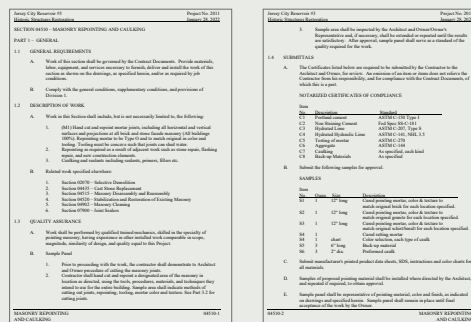 Jersey City Reservoir #3 Project No. 2011
Historic Structures Restoration January 28, 2022
SECTION 04510 – MASONRY REPOINTING AND CAULKING
PART 1 – GENERAL
1.1 GENERAL REQUIREMENTS
A. Work of this section shall be governed by the Contract Documents. Provide materials,
labor, equipment, and services necessary to furnish, deliver and install the work of this
section as shown on the drawings, as specified herein, and/or as required by job
conditions.
B. Comply with the general conditions, supplementary conditions, and provisions of
Division 1.
1.2 DESCRIPTION OF WORK
A. Work in this Section shall include, but is not necessarily limited to, the following:
1. (M1) Hand cut and repoint mortar joints, including all horizontal and vertical
surfaces and projections at all brick and stone facade masonry (All buildings
100%). Repointing mortar to be Type O and to match original in color and
tooling. Tooling must be concave such that joints can shed water.
2. Repointing as required as a result of adjacent work such as stone repair, flashing
repair, and new construction elements.
3. Caulking and sealants including sealants, primers, fillers etc.
B. Related work specified elsewhere:
1. Section 02070 – Selective Demolition
2. Section 04435 – Cast Stone Replacement
3. Section 04515 – Masonry Disassembly and Reassembly
4. Section 04520 – Stabilization and Restoration of Existing Masonry
5. Section 04902 – Masonry Cleaning
6. Section 07900 – Joint Sealers
1.3 QUALITY ASSURANCE
A. Work shall be performed by qualified tradesmen/masons, skilled in the specialty of
pointing masonry, having experience in other installed work comparable in scope,
magnitude, similarity of design, and quality equal to this Project.
B. Sample Panel
1. Prior to proceeding with the work, the contractor shall demonstrate to Architect
and Owner procedure of cutting the masonry joints.
2. Contractor shall hand cut and repoint a designated area of the masonry in
location as directed, using the tools, procedures, materials, and techniques they
intend to use for the entire building. Sample area shall indicate methods of
cutting out joints, repointing, tooling, mortar color and texture. See Part 3.2 for
cutting joints.
MASONRY REPOINTING 04510-1
AND CAULKING
Jersey City Reservoir #3 Project No. 2011
Historic Structures Restoration January 28, 2022
3. Sample area shall be inspected by the Architect and Owner/Owner's
Representative and, if necessary, shall be extended or repeated until the results
are satisfactory. After approval, sample panel shall serve as a standard of the
quality required for the work.
1.4 SUBMITTALS
A. The Certificates listed below are required to be submitted by the Contractor to the
Architect and Owner, for review. An omission of an item or items does not relieve the
Contractor from his responsibility, and for compliance with the Contract Documents, of
which this is a part.
NOTARIZED CERTIFICATES OF COMPLIANCE
Item
No. Description Standard
C1 Portland cement ASTM C-150 Type I
C2 Non Staining Cement Fed Spec SS-C-181
C3 Hydrated Lime ASTM C-207, Type S
C4 Hydrated Hydraulic Lime ASTM C-141, NHL 3.5
C5 Testing of mortar ASTM C-270
C6 Aggregate ASTM C-144
C7 Caulking As specified, each kind
C8 Back-up Materials As specified
B. Submit the following samples for approval.
SAMPLES
Item
No. Quan. Size Description
S1 1 12" long Cured pointing mortar, color & texture to
match original brick for each location specified.
S2 1 12" long Cured pointing mortar, color & texture to
match original granite for each location specified.
S3 1 12" long Cured pointing mortar, color & texture to
for each location specified.
S4 1 Cured setting mortar
S4 1 chart Color selection, each type of caulk
S5 3 6" long Back-up material
S6 3 2" dia. Preformed caulk
C. Submit manufacturer's printed product data sheets, SDS, instructions and color charts for
all materials.
D. Samples of proposed pointing material shall be installed where directed by the Architect,
and repeated if required, to obtain approval.
E. Sample panel shall be representative of pointing material, color and finish, as indicated
on drawings and specified herein. Sample panel shall remain in place until final
acceptance of the work by the Owner.
04510-2 MASONRY REPOINTING
AND CAULKING